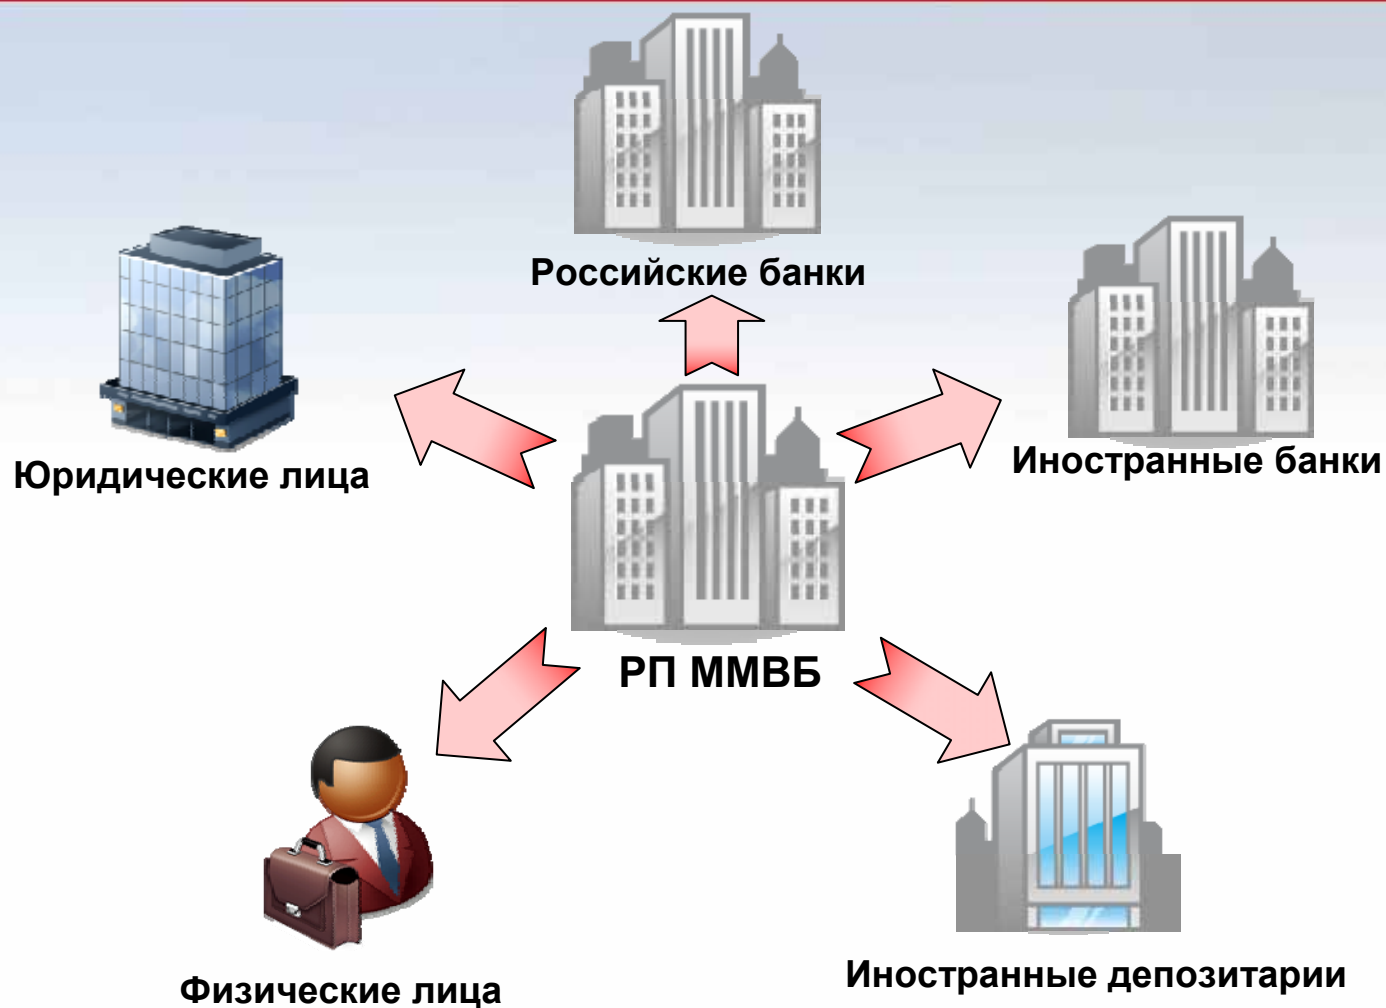 Российские банки
Юридические лица
Иностранные банки
РП ММВБ
Физические лица
Иностранные депозитарии